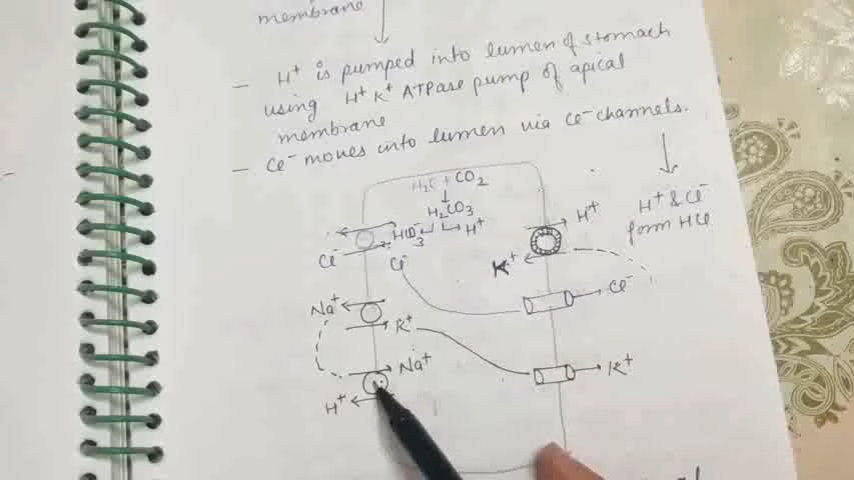 membrane
- H⁺ is pumped into lumen of stomach
using H⁺ K⁺ ATPase pump of apical
membrane
- Cl⁻ moves into lumen via Cl⁻ channels.
H⁺ & Cl⁻
form HCl
H₂O + CO₂
H₂CO₃
HCO₃⁻ H⁺
Cl⁻
Cl⁻
H⁺
K⁺
Cl⁻
Na⁺
K⁺
Na⁺
H⁺
K⁺